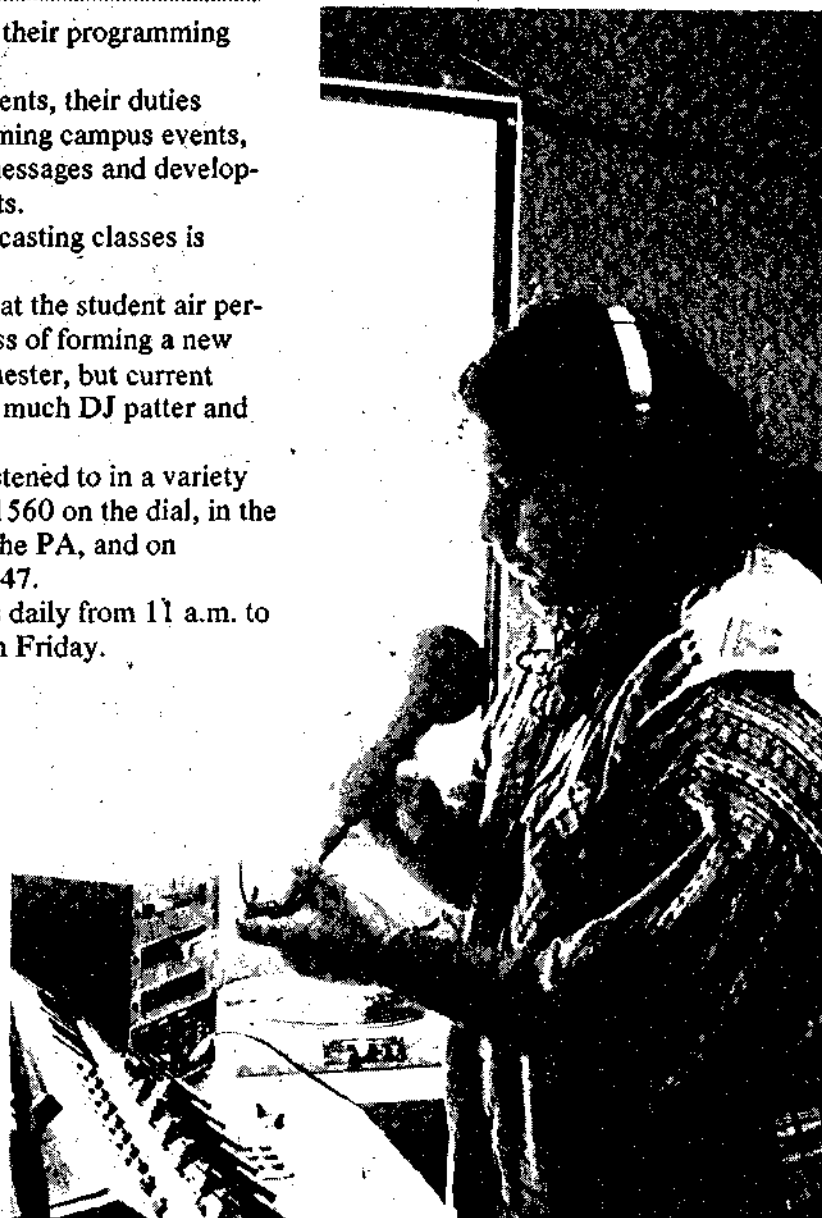 their programming
ents, their duties
ming campus events,
essages and develop-
ts.
casting classes is
at the student air per-
ss of forming a new
ester, but current
much DJ patter and
stened to in a variety
1560 on the dial, in the
he PA, and on
47.
daily from 11 a.m. to
n Friday.